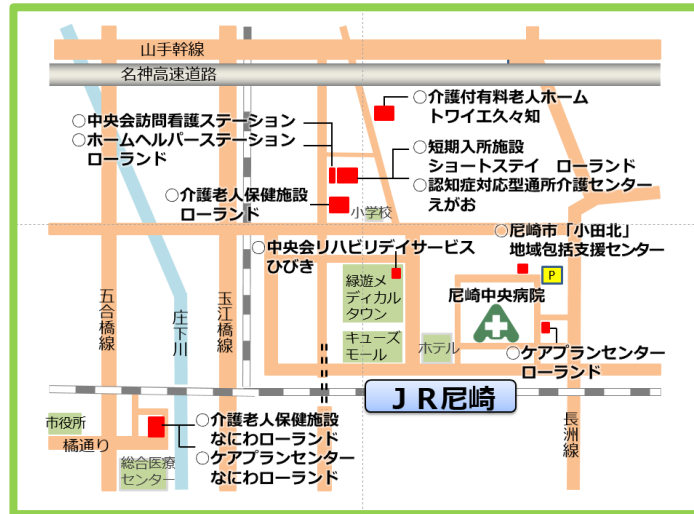 山手幹線
名神高速道路
○介護付有料老人ホーム
トワイエ久々知
○中央会訪問看護ステーション
○ホームヘルパーステーション
ローランド
○短期入所施設
ショートステイ　ローランド
○認知症対応型通所介護センター
えがお
○介護老人保健施設
ローランド
小学校
○尼崎市「小田北」
地域包括支援センター
○中央会リハビリデイサービス
ひびき
P
緑遊メ
ディカル
タウン
尼崎中央病院
五合橋線
庄下川
玉江橋線
キューズ
モール
ホテル
○ケアプランセンター
ローランド
ＪＲ尼崎
長洲線
市役所
橘通り
○介護老人保健施設
なにわローランド
○ケアプランセンター
なにわローランド
総合医療
センター